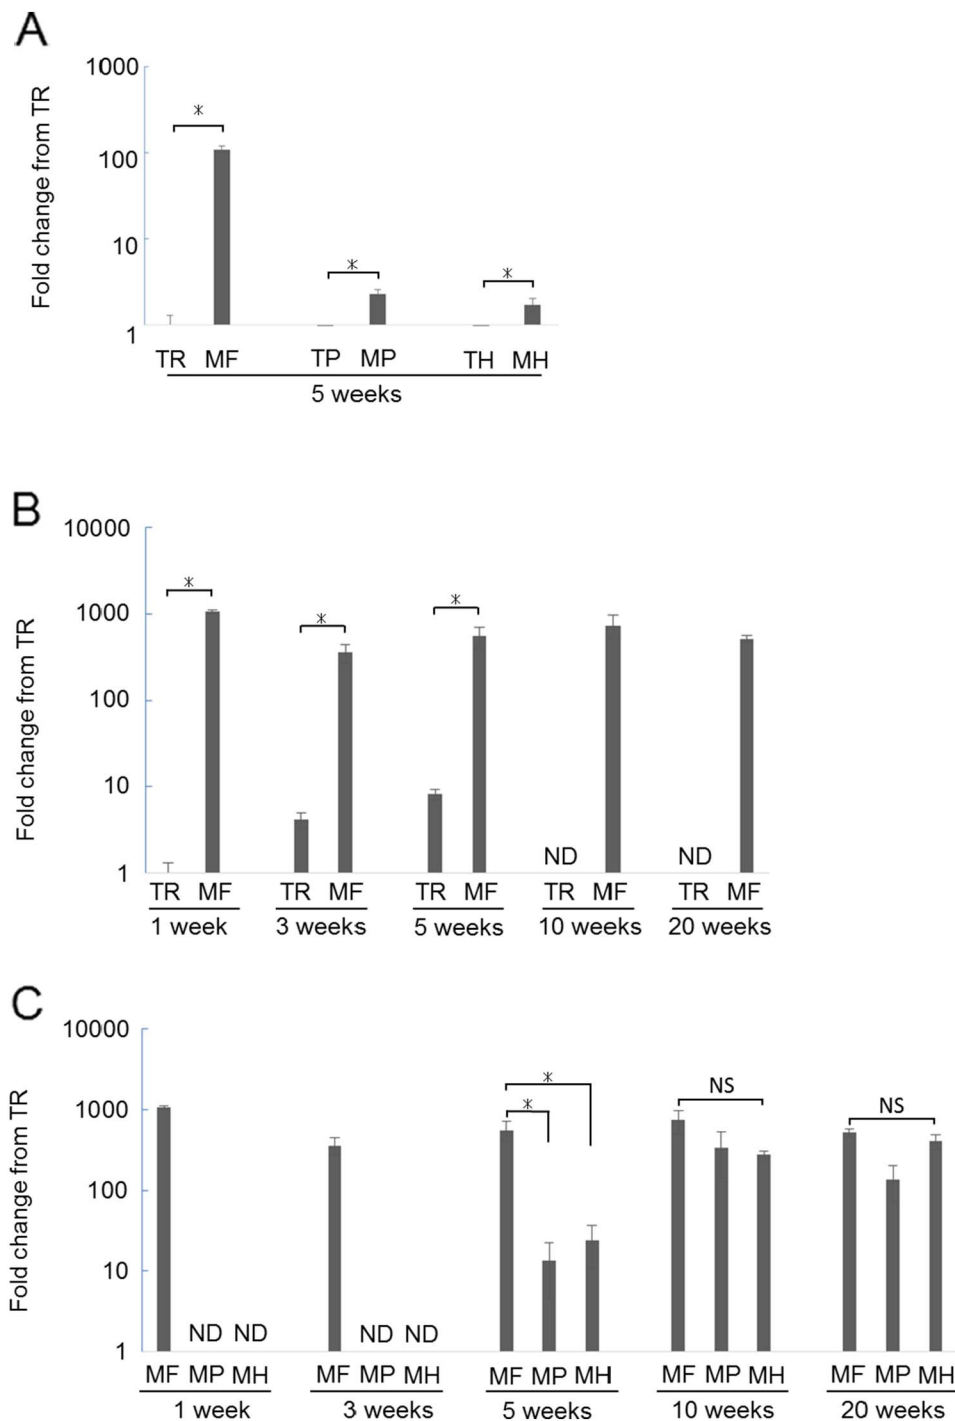 A
Fold change from TR
1000
100
10
1
*
*
*
TR MF TP MP TH MH
5 weeks
B
Fold change from TR
10000
1000
100
10
1
*
*
*
ND ND
TR MF TR MF TR MF TR MF TR MF
1 week 3 weeks 5 weeks 10 weeks 20 weeks
C
Fold change from TR
10000
1000
100
10
1
*
*
NS
NS
ND ND ND ND
MF MP MH MF MP MH MF MP MH MF MP MH MF MP MH
1 week 3 weeks 5 weeks 10 weeks 20 weeks